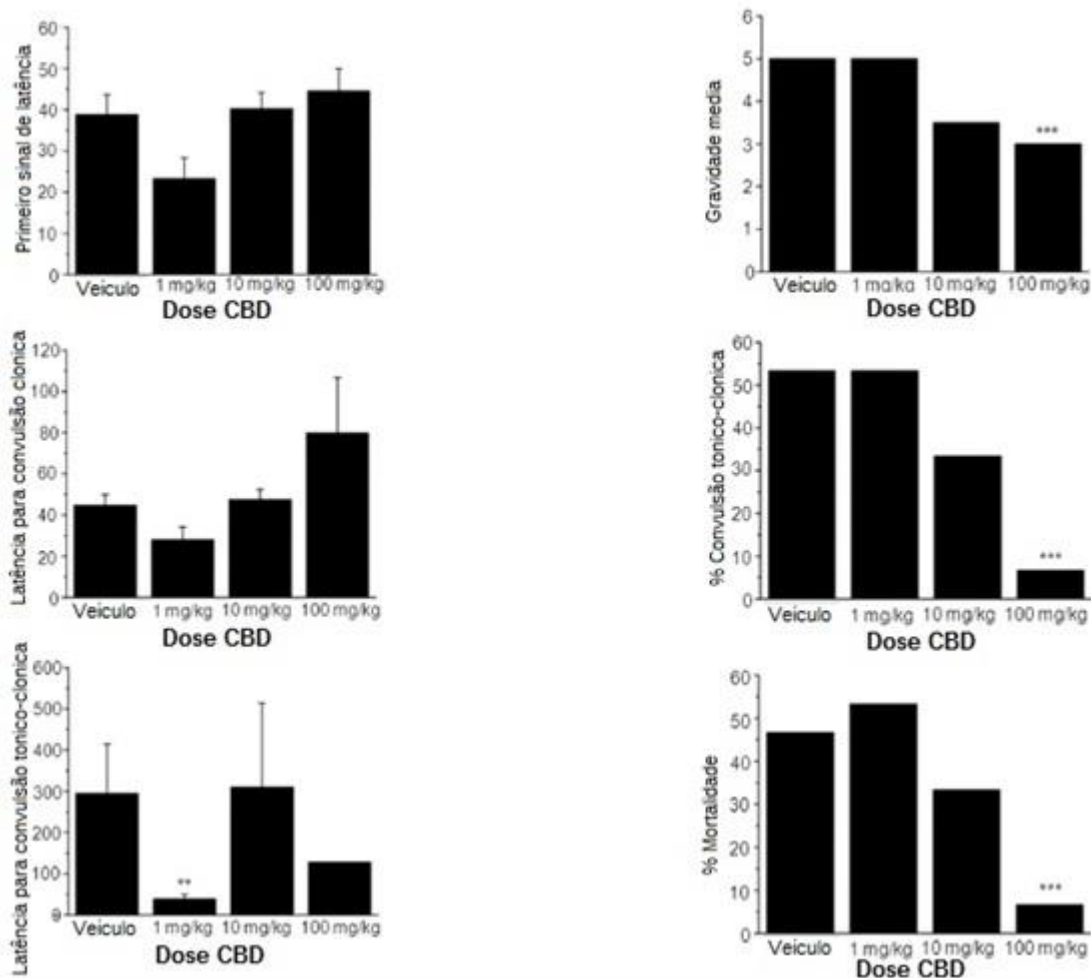 Primeiro sinal de latência
60
50
40
30
20
10
0
Veiculo 1 mg/kg 10 mg/kg 100 mg/kg
Dose CBD
Gravidade media
6
5
4
3
2
1
0
***
Veículo 1 mg/kg 10 mg/kg 100 mg/kg
Dose CBD
Latência para convulsão clonica
120
100
80
60
40
20
0
Veiculo 1 mg/kg 10 mg/kg 100 mg/kg
Dose CBD
% Convulsão tonico-clonica
60
50
40
30
20
10
0
***
Veículo 1 mg/kg 10 mg/kg 100 mg/kg
Dose CBD
Latência para convulsão tonico-clonica
600
500
400
300
200
100
9
**
Veículo 1 mg/kg 10 mg/kg 100 mg/kg
Dose CBD
% Mortalidade
60
50
40
30
20
10
0
***
Veículo 1 mg/kg 10 mg/kg 100 mg/kg
Dose CBD